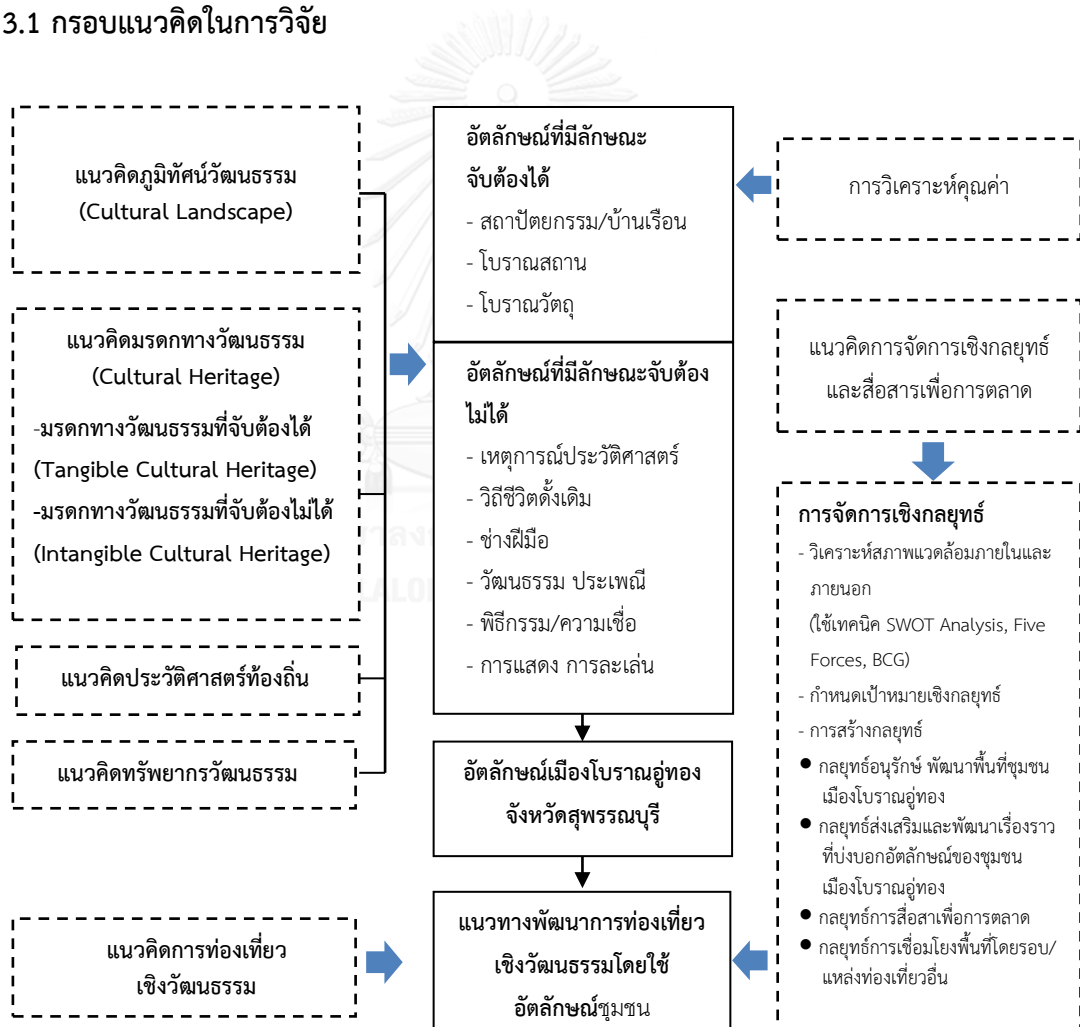 3.1 กรอบแนวคิดในการวิจัย
แนวคิดภูมิทัศน์วัฒนธรรม
(Cultural Landscape)
แนวคิดมรดกทางวัฒนธรรม
(Cultural Heritage)
-มรดกทางวัฒนธรรมที่จับต้องได้
(Tangible Cultural Heritage)
-มรดกทางวัฒนธรรมที่จับต้องไม่ได้
(Intangible Cultural Heritage)
แนวคิดประวัติศาสตร์ท้องถิ่น
แนวคิดทรัพยากรวัฒนธรรม
แนวคิดการท่องเที่ยว
เชิงวัฒนธรรม
อัตลักษณ์ที่มีลักษณะ
จับต้องได้
- สถาปัตยกรรม/บ้านเรือน
- โบราณสถาน
- โบราณวัตถุ
อัตลักษณ์ที่มีลักษณะจับต้อง
ไม่ได้
- เหตุการณ์ประวัติศาสตร์
- วิถีชีวิตดั้งเดิม
- ช่างฝีมือ
- วัฒนธรรม ประเพณี
- พิธีกรรม/ความเชื่อ
- การแสดง การละเล่น
อัตลักษณ์เมืองโบราณอู่ทอง
จังหวัดสุพรรณบุรี
แนวทางพัฒนาการท่องเที่ยว
เชิงวัฒนธรรมโดยใช้
อัตลักษณ์ชุมชน
การวิเคราะห์คุณค่า
แนวคิดการจัดการเชิงกลยุทธ์
และสื่อสารเพื่อการตลาด
การจัดการเชิงกลยุทธ์
- วิเคราะห์สภาพแวดล้อมภายในและ
ภายนอก
(ใช้เทคนิค SWOT Analysis, Five
Forces, BCG)
- กำหนดเป้าหมายเชิงกลยุทธ์
- การสร้างกลยุทธ์
● กลยุทธ์อนุรักษ์ พัฒนาพื้นที่ชุมชน
เมืองโบราณอู่ทอง
● กลยุทธ์ส่งเสริมและพัฒนาเรื่องราว
ที่บ่งบอกอัตลักษณ์ของชุมชน
เมืองโบราณอู่ทอง
● กลยุทธ์การสื่อสาเพื่อการตลาด
● กลยุทธ์การเชื่อมโยงพื้นที่โดยรอบ/
แหล่งท่องเที่ยวอื่น